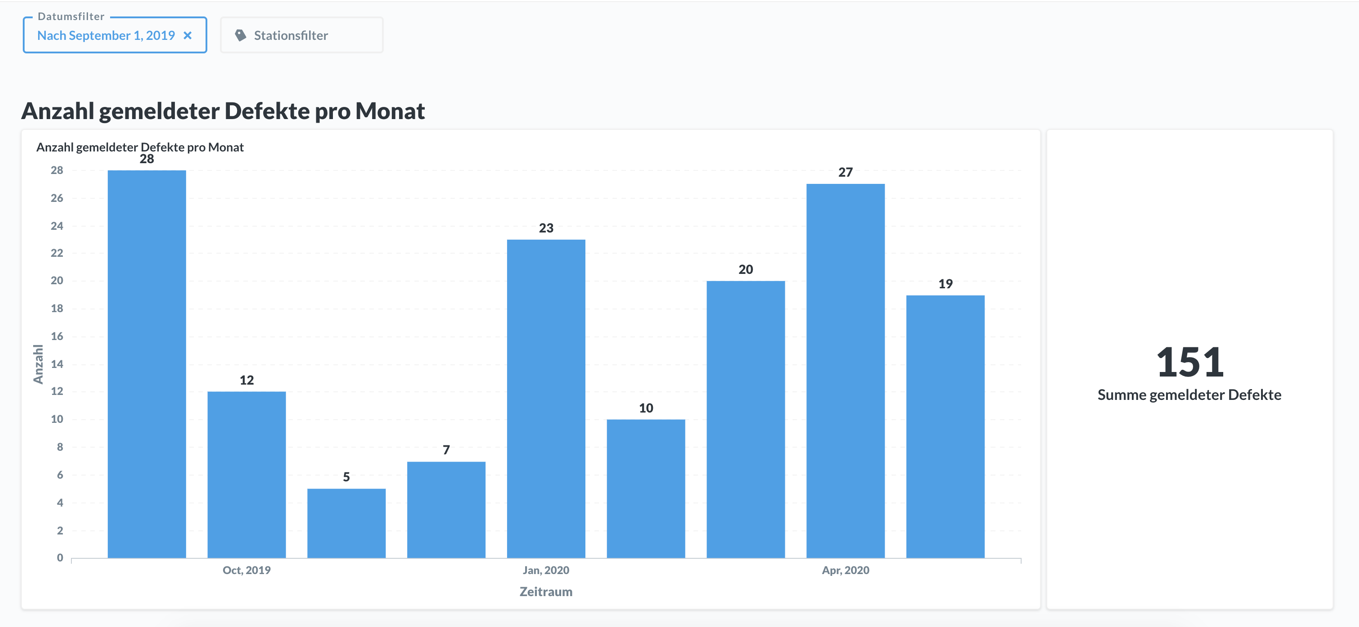 Datumsfilter
Nach September 1, 2019 ×
Stationsfilter
Anzahl gemeldeter Defekte pro Monat
Anzahl gemeldeter Defekte pro Monat
28
12
5
7
23
10
20
27
19
28
26
24
22
20
18
16
14
12
10
8
6
4
2
0
Anzahl
Oct, 2019
Jan, 2020
Apr, 2020
Zeitraum
151
Summe gemeldeter Defekte